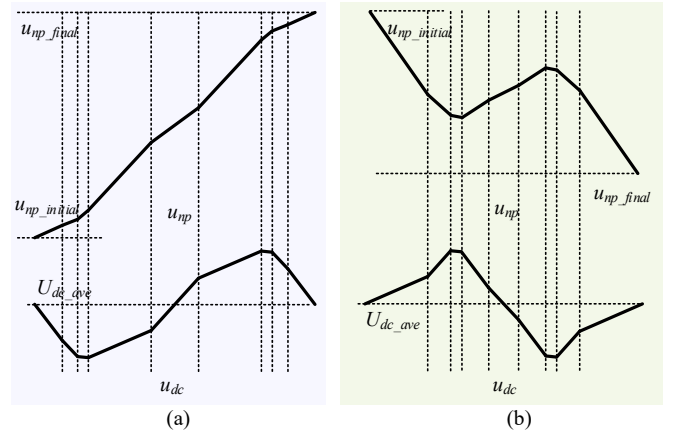 u_np_final
u_np_initial
u_np
U_dc_ave
u_dc
(a)
u_np_initial
u_np_final
u_np
U_dc_ave
u_dc
(b)